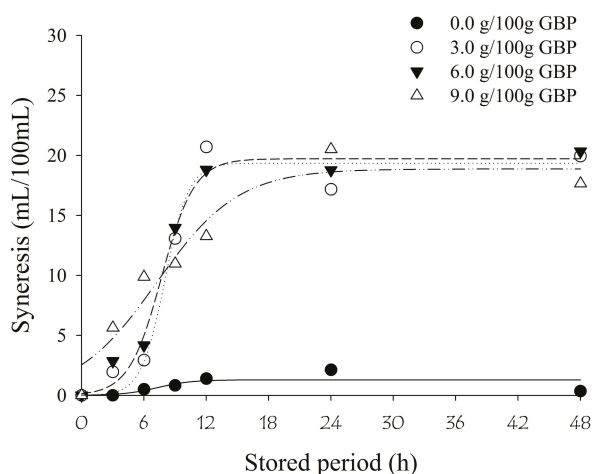 0.0 g/100g GBP
3.0 g/100g GBP
6.0 g/100g GBP
9.0 g/100g GBP
30
25
20
15
10
5
0
Syneresis (mL/100mL)
0 6 12 18 24 30 36 42 48
Stored period (h)